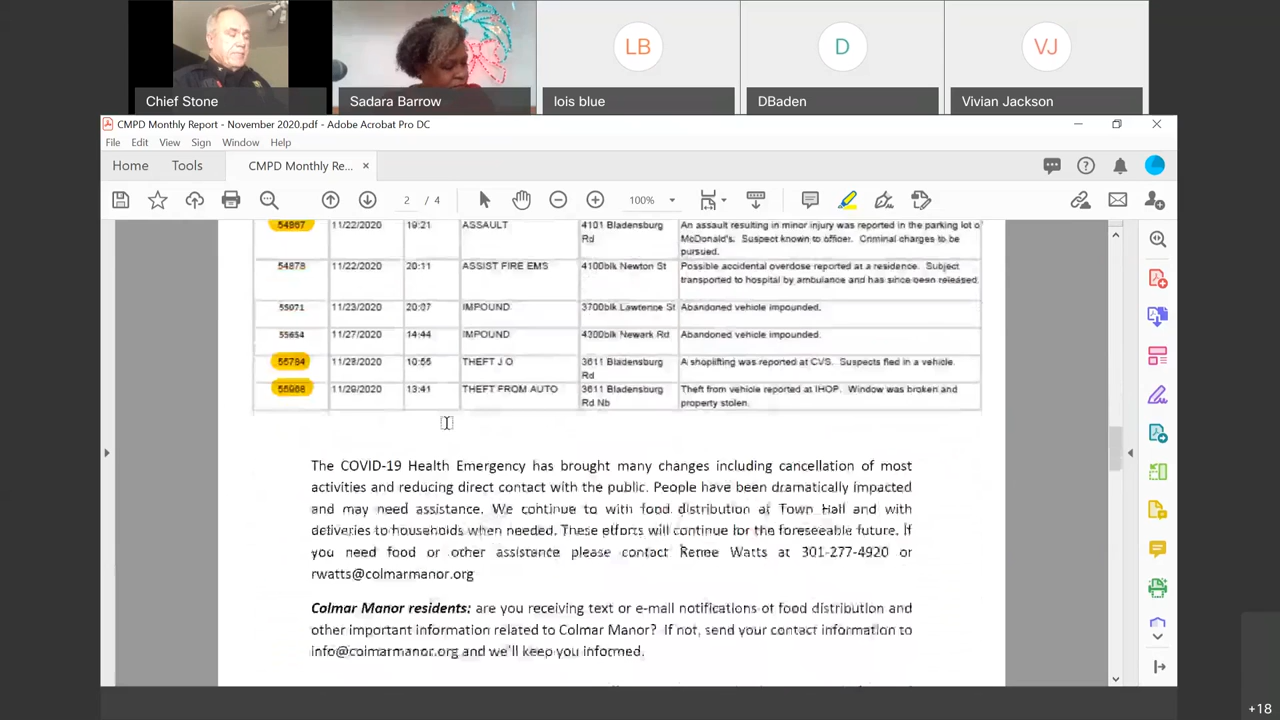 LB
D
VJ
Chief Stone
Sadara Barrow
lois blue
DBaden
Vivian Jackson
CMPD Monthly Report - November 2020.pdf - Adobe Acrobat Pro DC
File Edit View Sign Window Help
Home Tools CMPD Monthly Re... ×
2 / 4 100%
54967 11/22/2020 19:21 ASSAULT 4101 Bladensburg Rd An assault resulting in minor injury was reported in the parking lot o
McDonald's. Suspect known to officer. Criminal charges to be
pursued.
54878 11/22/2020 20:11 ASSIST FIRE EMS 4100blk Newton St Possible accidental overdose reported at a residence. Subject
transported to hospital by ambulance and has since been released.
55071 11/23/2020 20:07 IMPOUND 3700blk Lawrence St Abandoned vehicle impounded.
55654 11/27/2020 14:44 IMPOUND 4300blk Newark Rd Abandoned vehicle impounded.
55784 11/28/2020 10:55 THEFT J O 3611 Bladensburg Rd A shoplifting was reported at CVS. Suspects fled in a vehicle.
55968 11/29/2020 13:41 THEFT FROM AUTO 3611 Bladensburg Rd Nb Theft from vehicle reported at IHOP. Window was broken and
property stolen.
The COVID-19 Health Emergency has brought many changes including cancellation of most
activities and reducing direct contact with the public. People have been dramatically impacted
and may need assistance. We continue to with food distribution at Town Hall and with
deliveries to households when needed. These efforts will continue for the foreseeable future. If
you need food or other assistance please contact Renee Watts at 301-277-4920 or
rwatts@colmarmanor.org
Colmar Manor residents: are you receiving text or e-mail notifications of food distribution and
other important information related to Colmar Manor? If not, send your contact information to
info@colmarmanor.org and we'll keep you informed.
+18